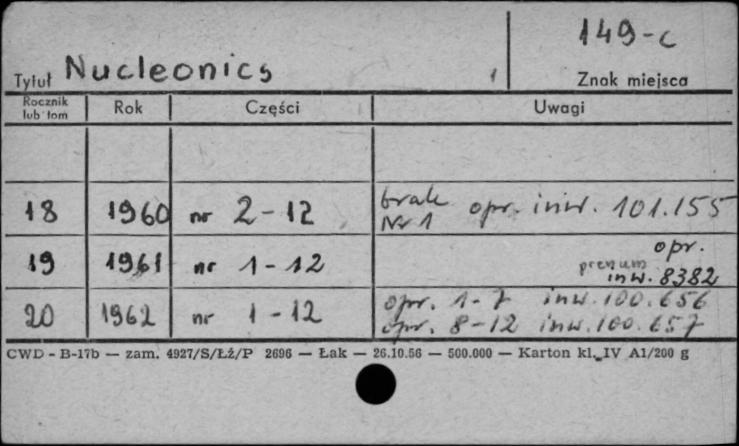 149-c
Tytuł Nucleonics 1 Znak miejsca
Rocznik lub tom Rok Części Uwagi
18 1960 nr 2-12 brak Nr 1 opr. inw. 101.155
19 1961 nr 1-12 opr. prenum inw. 8382
20 1962 nr 1-12 opr. 1-7 inw. 100.656
opr. 8-12 inw. 100.657
CWD - B-17b — zam. 4927/S/Łź/P 2696 — Łak — 26.10.56 — 500.000 — Karton kl. IV A1/200 g